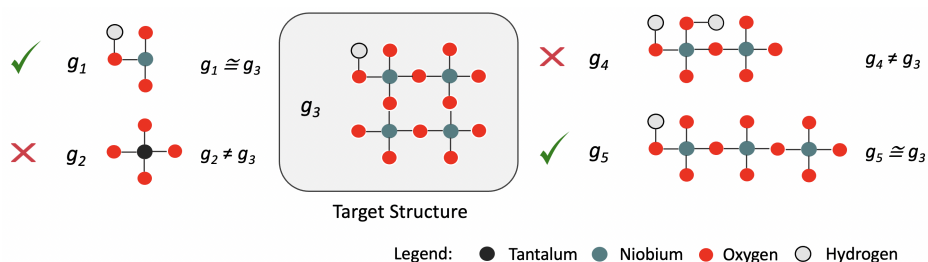 g1
g1 ≅ g3
g2
g2 ≠ g3
g3
Target Structure
g4
g4 ≠ g3
g5
g5 ≅ g3
Legend: Tantalum Niobium Oxygen Hydrogen